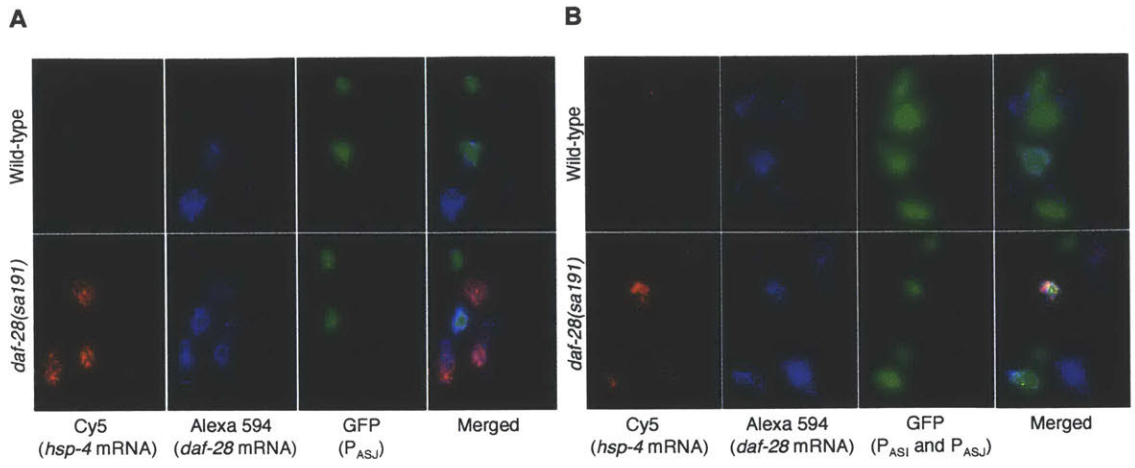 A
B
Wild-type
daf-28(sa191)
Cy5
(hsp-4 mRNA)
Alexa 594
(daf-28 mRNA)
GFP
(PASJ)
Merged
Wild-type
daf-28(sa191)
Cy5
(hsp-4 mRNA)
Alexa 594
(daf-28 mRNA)
GFP
(PASI and PASJ)
Merged